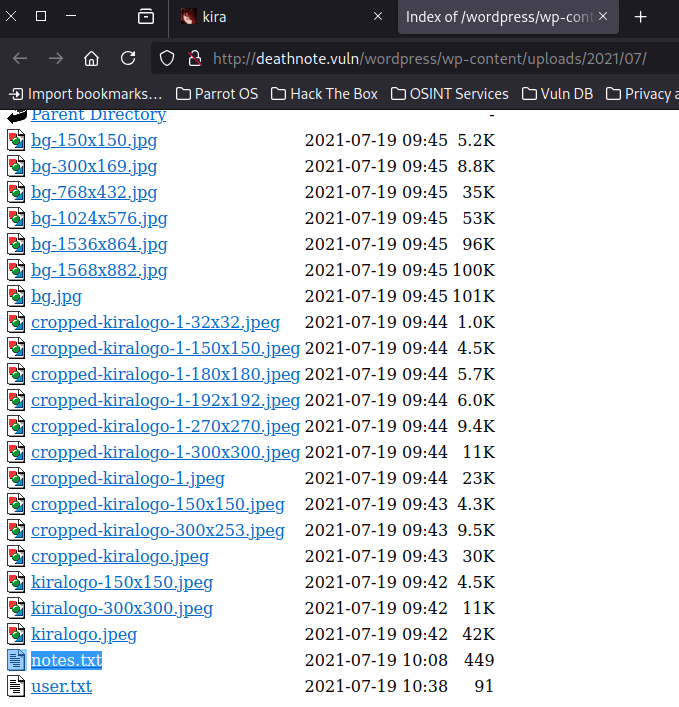 kira
Index of /wordpress/wp-cont
http://deathnote.vuln/wordpress/wp-content/uploads/2021/07/
Import bookmarks… Parrot OS Hack The Box OSINT Services Vuln DB Privacy a
Parent Directory -
bg-150x150.jpg 2021-07-19 09:45 5.2K
bg-300x169.jpg 2021-07-19 09:45 8.8K
bg-768x432.jpg 2021-07-19 09:45 35K
bg-1024x576.jpg 2021-07-19 09:45 53K
bg-1536x864.jpg 2021-07-19 09:45 96K
bg-1568x882.jpg 2021-07-19 09:45 100K
bg.jpg 2021-07-19 09:45 101K
cropped-kiralogo-1-32x32.jpeg 2021-07-19 09:44 1.0K
cropped-kiralogo-1-150x150.jpeg 2021-07-19 09:44 4.5K
cropped-kiralogo-1-180x180.jpeg 2021-07-19 09:44 5.7K
cropped-kiralogo-1-192x192.jpeg 2021-07-19 09:44 6.0K
cropped-kiralogo-1-270x270.jpeg 2021-07-19 09:44 9.4K
cropped-kiralogo-1-300x300.jpeg 2021-07-19 09:44 11K
cropped-kiralogo-1.jpeg 2021-07-19 09:44 23K
cropped-kiralogo-150x150.jpeg 2021-07-19 09:43 4.3K
cropped-kiralogo-300x253.jpeg 2021-07-19 09:43 9.5K
cropped-kiralogo.jpeg 2021-07-19 09:43 30K
kiralogo-150x150.jpeg 2021-07-19 09:42 4.5K
kiralogo-300x300.jpeg 2021-07-19 09:42 11K
kiralogo.jpeg 2021-07-19 09:42 42K
notes.txt 2021-07-19 10:08 449
user.txt 2021-07-19 10:38 91